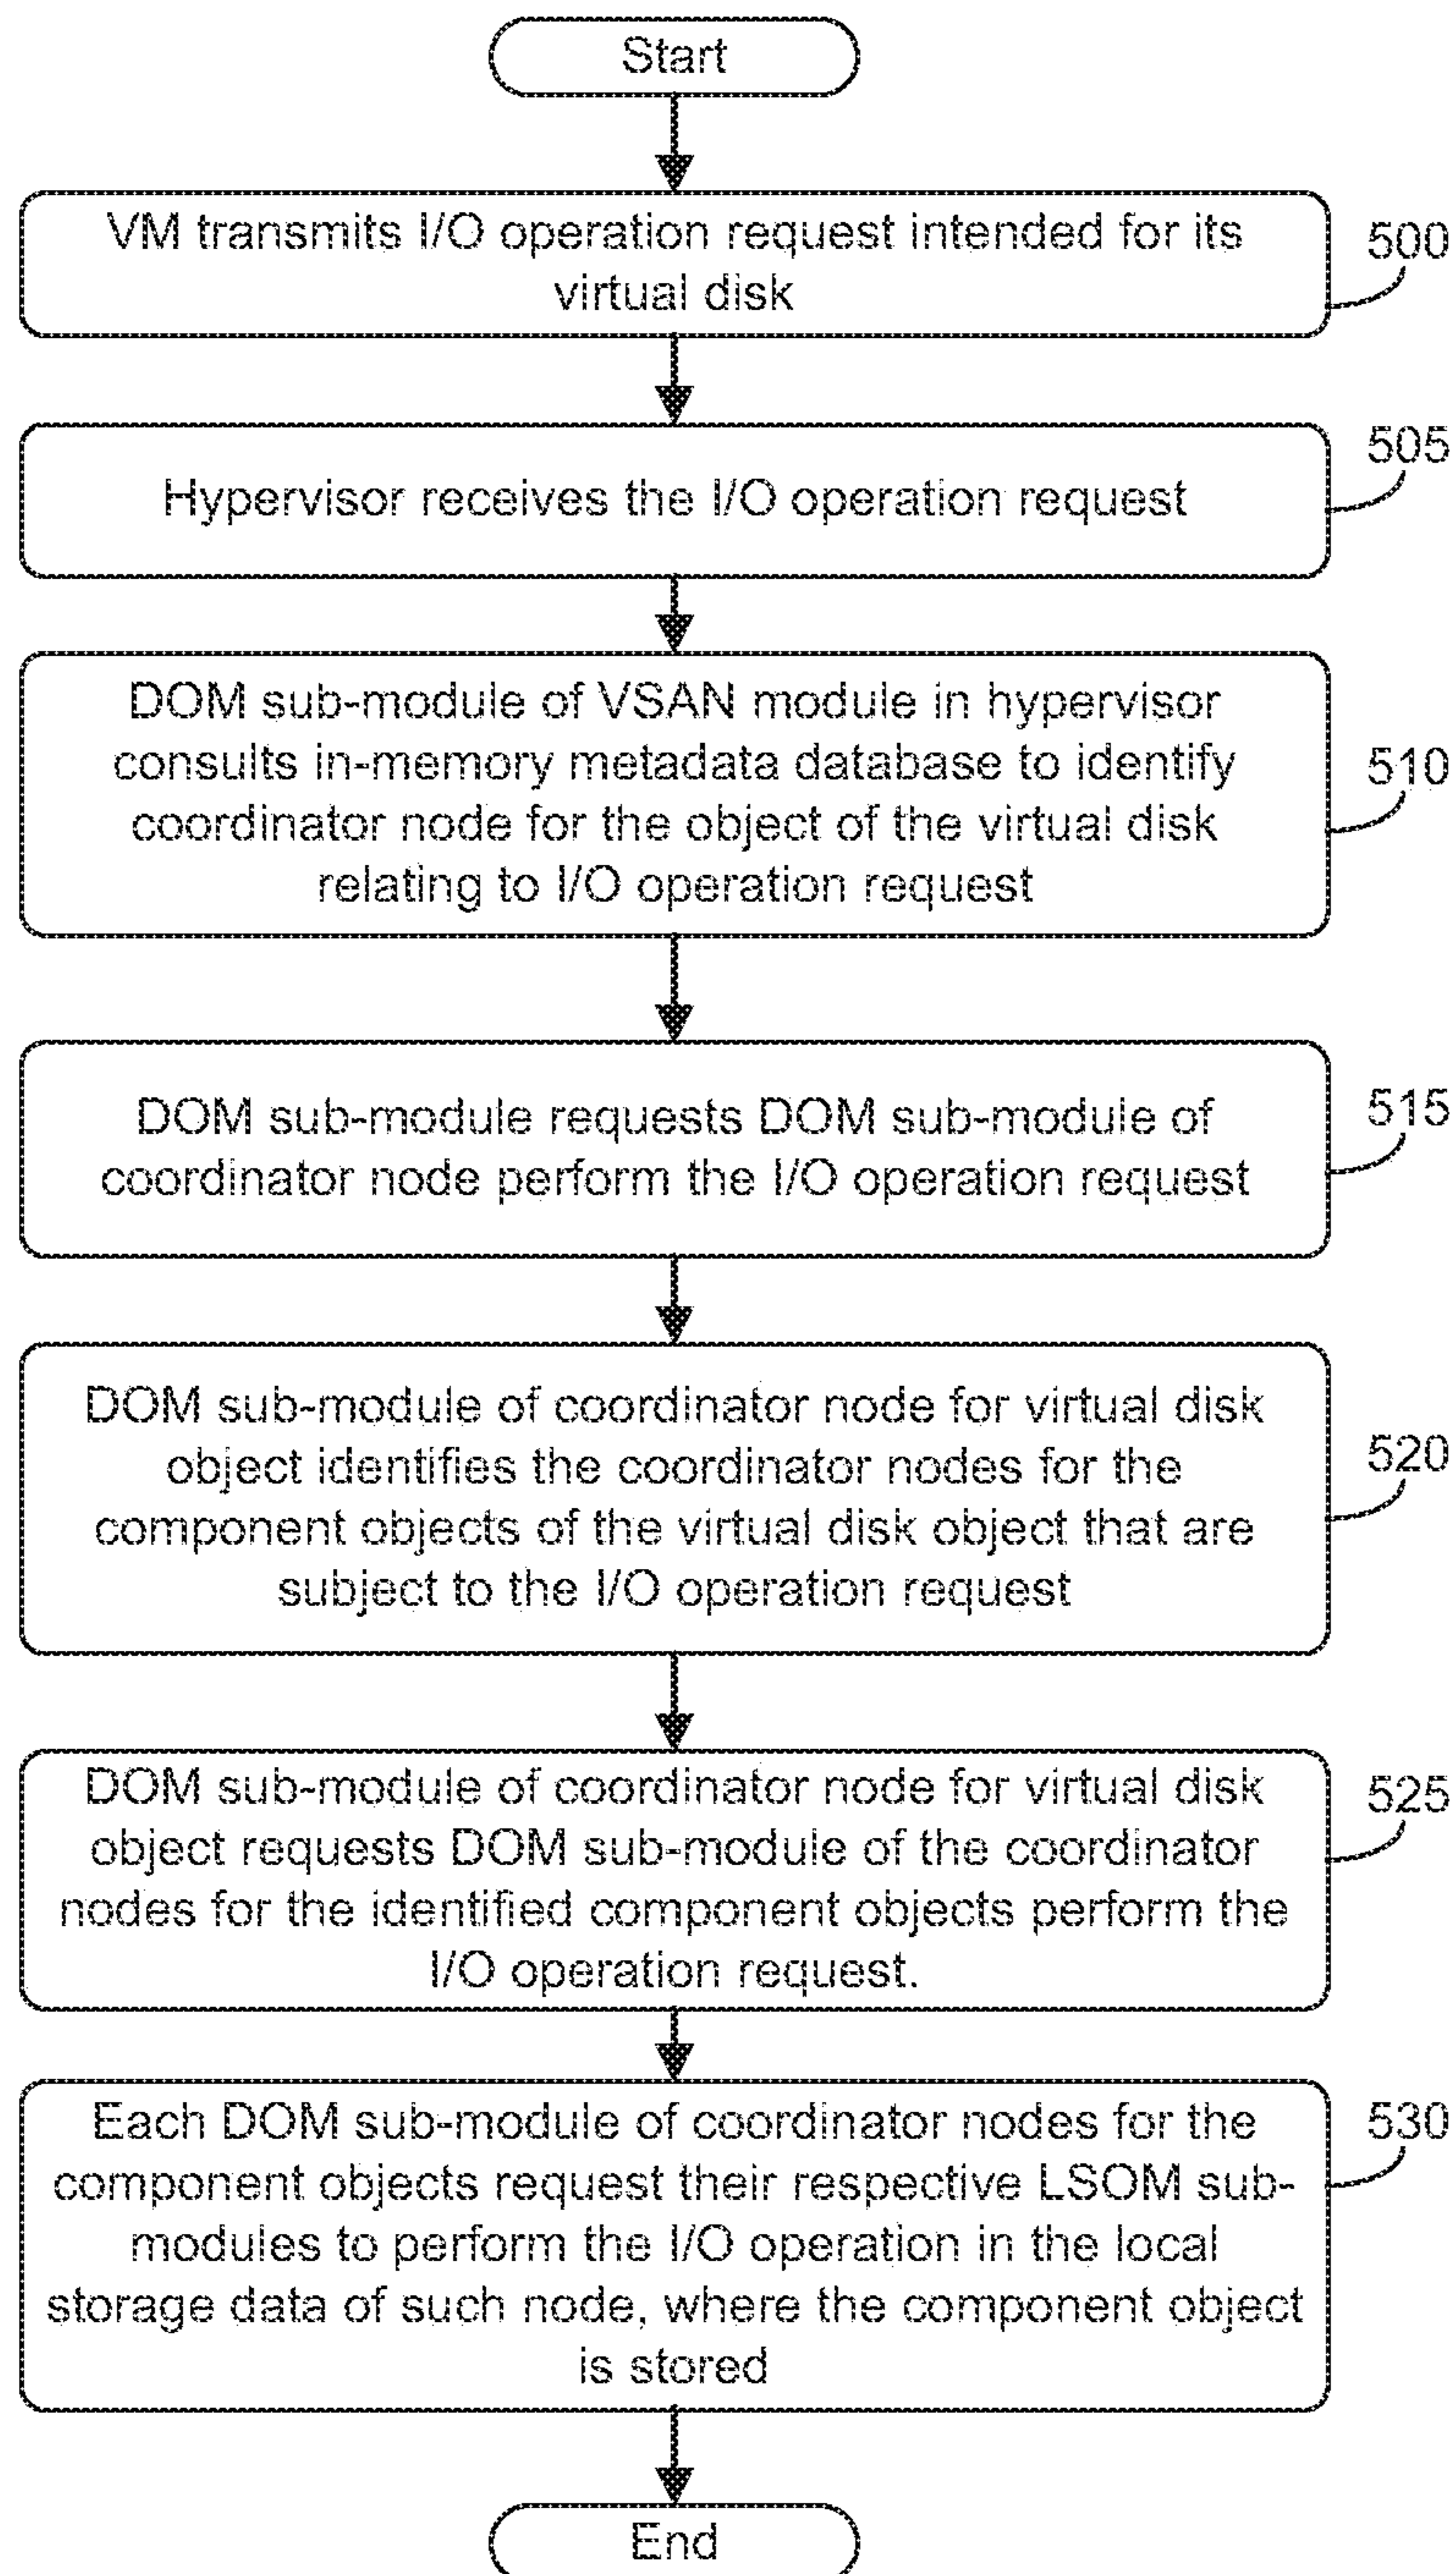 Start
VM transmits I/O operation request intended for its
virtual disk
500
Hypervisor receives the I/O operation request
505
DOM sub-module of VSAN module in hypervisor
consults in-memory metadata database to identify
coordinator node for the object of the virtual disk
relating to I/O operation request
510
DOM sub-module requests DOM sub-module of
coordinator node perform the I/O operation request
515
DOM sub-module of coordinator node for virtual disk
object identifies the coordinator nodes for the
component objects of the virtual disk object that are
subject to the I/O operation request
520
DOM sub-module of coordinator node for virtual disk
object requests DOM sub-module of the coordinator
nodes for the identified component objects perform the
I/O operation request.
525
Each DOM sub-module of coordinator nodes for the
component objects request their respective LSOM sub-
modules to perform the I/O operation in the local
storage data of such node, where the component object
is stored
530
End